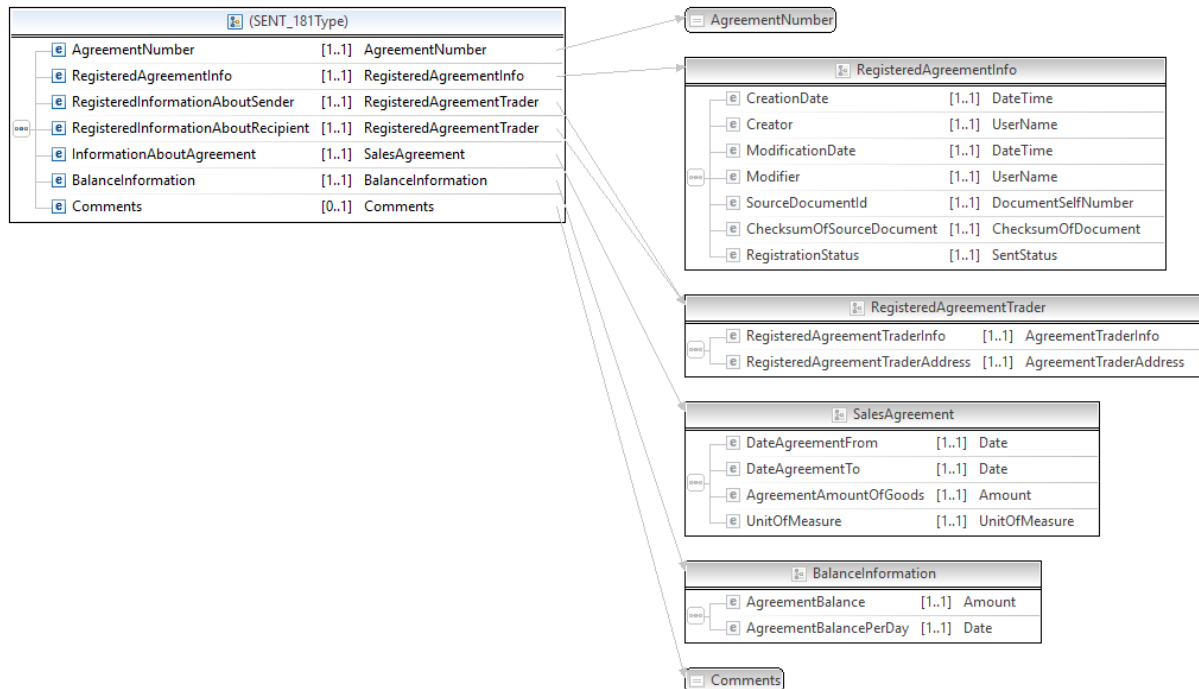 (SENT_181Type)
AgreementNumber [1..1] AgreementNumber
RegisteredAgreementInfo [1..1] RegisteredAgreementInfo
RegisteredInformationAboutSender [1..1] RegisteredAgreementTrader
RegisteredInformationAboutRecipient [1..1] RegisteredAgreementTrader
InformationAboutAgreement [1..1] SalesAgreement
BalanceInformation [1..1] BalanceInformation
Comments [0..1] Comments
AgreementNumber
RegisteredAgreementInfo
CreationDate [1..1] DateTime
Creator [1..1] UserName
ModificationDate [1..1] DateTime
Modifier [1..1] UserName
SourceDocumentId [1..1] DocumentSelfNumber
ChecksumOfSourceDocument [1..1] ChecksumOfDocument
RegistrationStatus [1..1] SentStatus
RegisteredAgreementTrader
RegisteredAgreementTraderInfo [1..1] AgreementTraderInfo
RegisteredAgreementTraderAddress [1..1] AgreementTraderAddress
SalesAgreement
DateAgreementFrom [1..1] Date
DateAgreementTo [1..1] Date
AgreementAmountOfGoods [1..1] Amount
UnitOfMeasure [1..1] UnitOfMeasure
BalanceInformation
AgreementBalance [1..1] Amount
AgreementBalancePerDay [1..1] Date
Comments